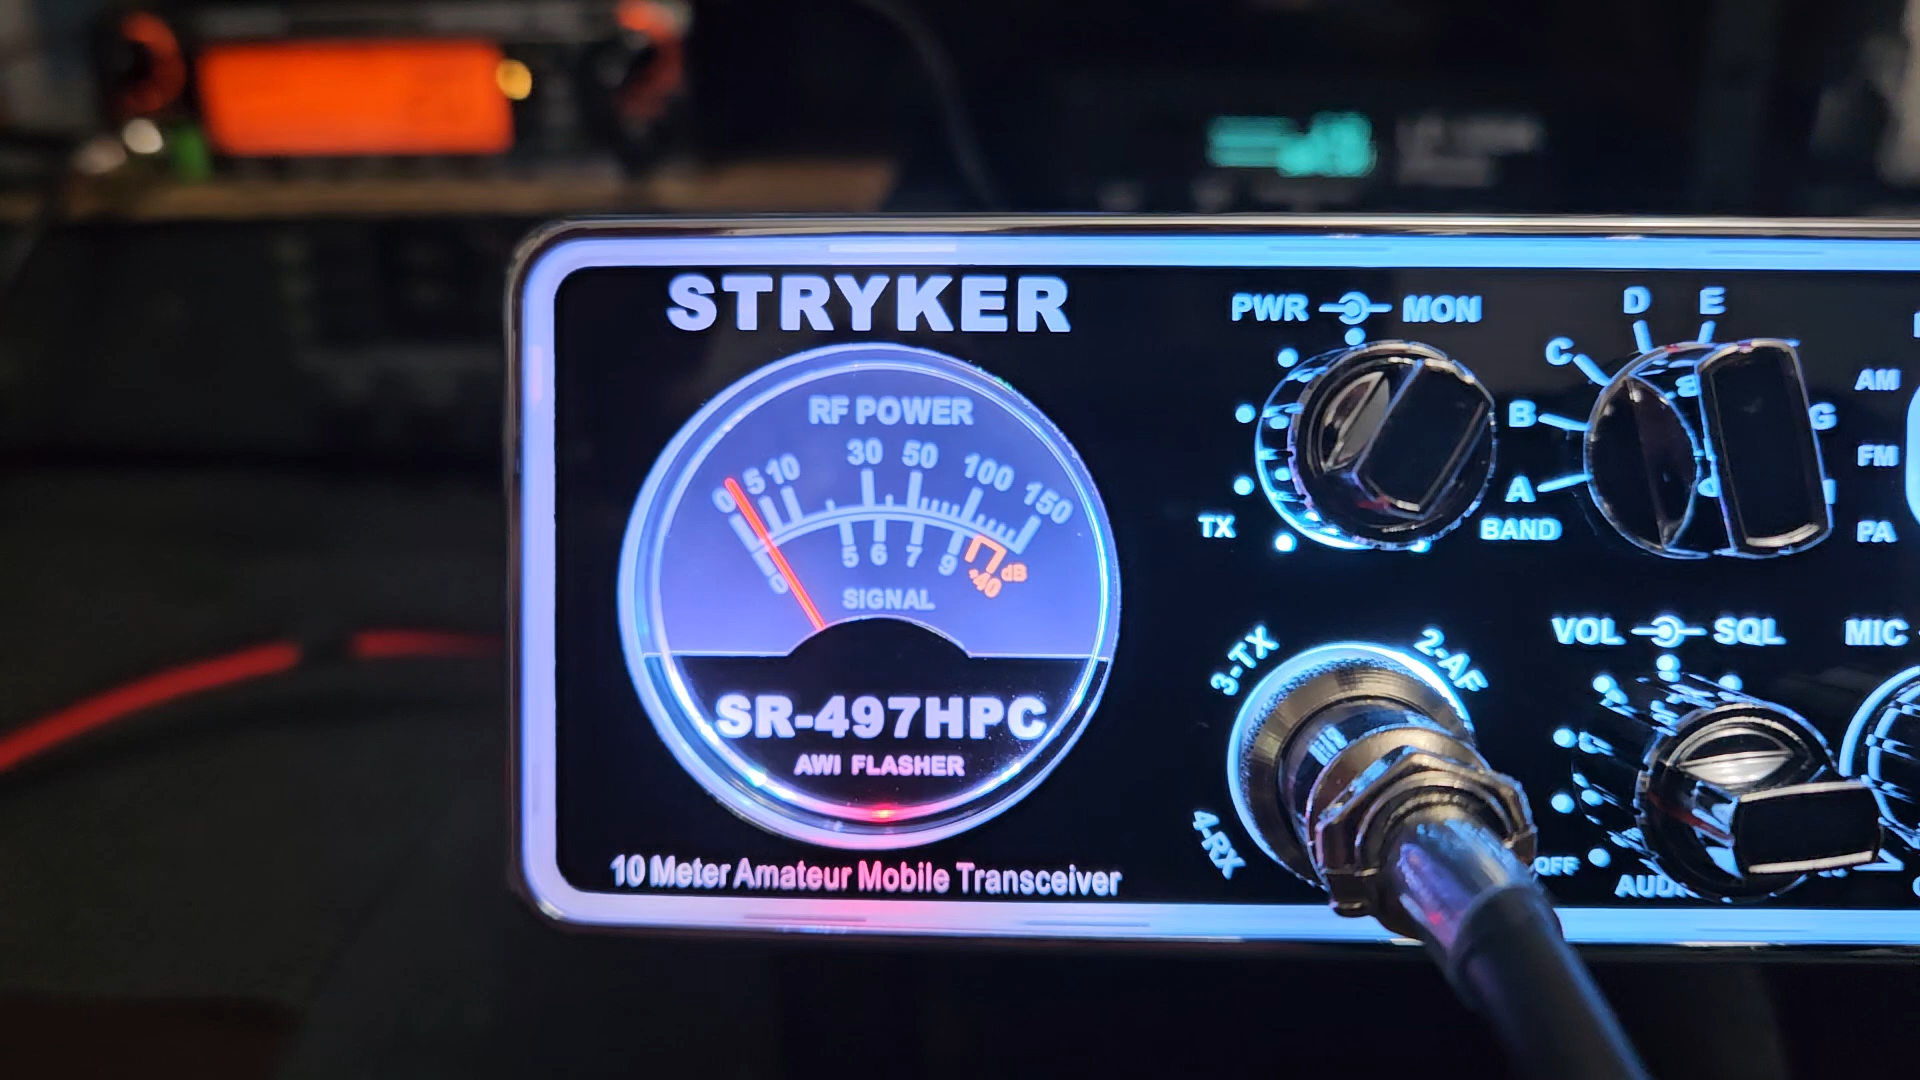 STRYKER
RF POWER
0 5 10 30 50 100 150
0 5 6 7 9 +40 dB
SIGNAL
SR-497HPC
AWI FLASHER
10 Meter Amateur Mobile Transceiver
PWR MON
TX
A B C D E G
BAND
AM
FM
PA
3-TX 2-AF
4-RX
VOL SQL
OFF
MIC